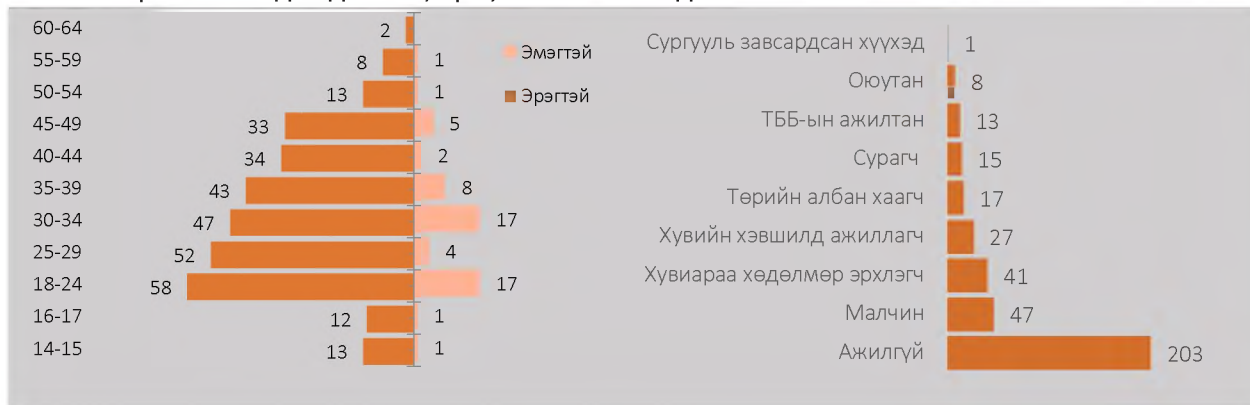 60-64 2
55-59 8 1
50-54 13 1
45-49 33 5
40-44 34 2
35-39 43 8
30-34 47 17
25-29 52 4
18-24 58 17
16-17 12 1
14-15 13 1
Эмэгтэй
Эрэгтэй
Сургууль завсардсан хүүхэд 1
Оюутан 8
ТББ-ын ажилтан 13
Сурагч 15
Төрийн албан хаагч 17
Хувийн хэвшилд ажиллагч 27
Хувиараа хөдөлмөр эрхлэгч 41
Малчин 47
Ажилгүй 203